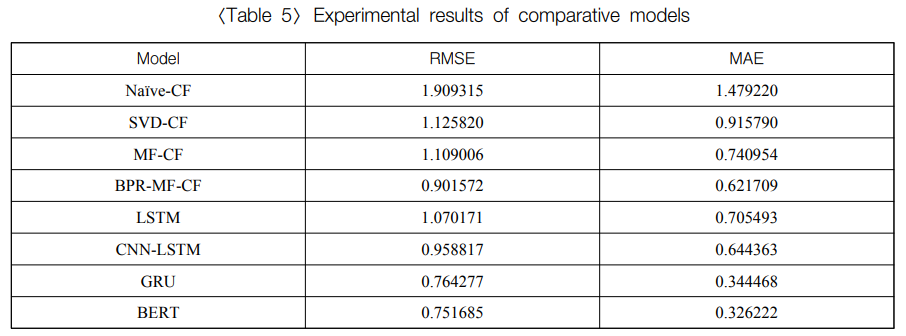 〈Table 5〉 Experimental results of comparative models
Model RMSE MAE
Naïve-CF 1.909315 1.479220
SVD-CF 1.125820 0.915790
MF-CF 1.109006 0.740954
BPR-MF-CF 0.901572 0.621709
LSTM 1.070171 0.705493
CNN-LSTM 0.958817 0.644363
GRU 0.764277 0.344468
BERT 0.751685 0.326222